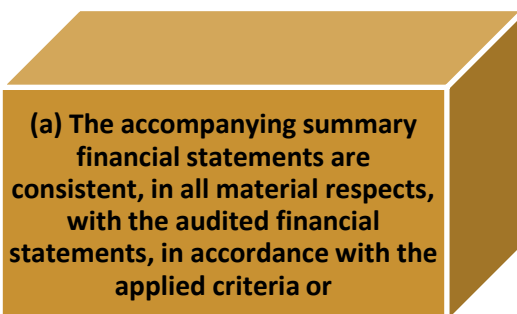 (a) The accompanying summary
financial statements are
consistent, in all material respects,
with the audited financial
statements, in accordance with the
applied criteria or